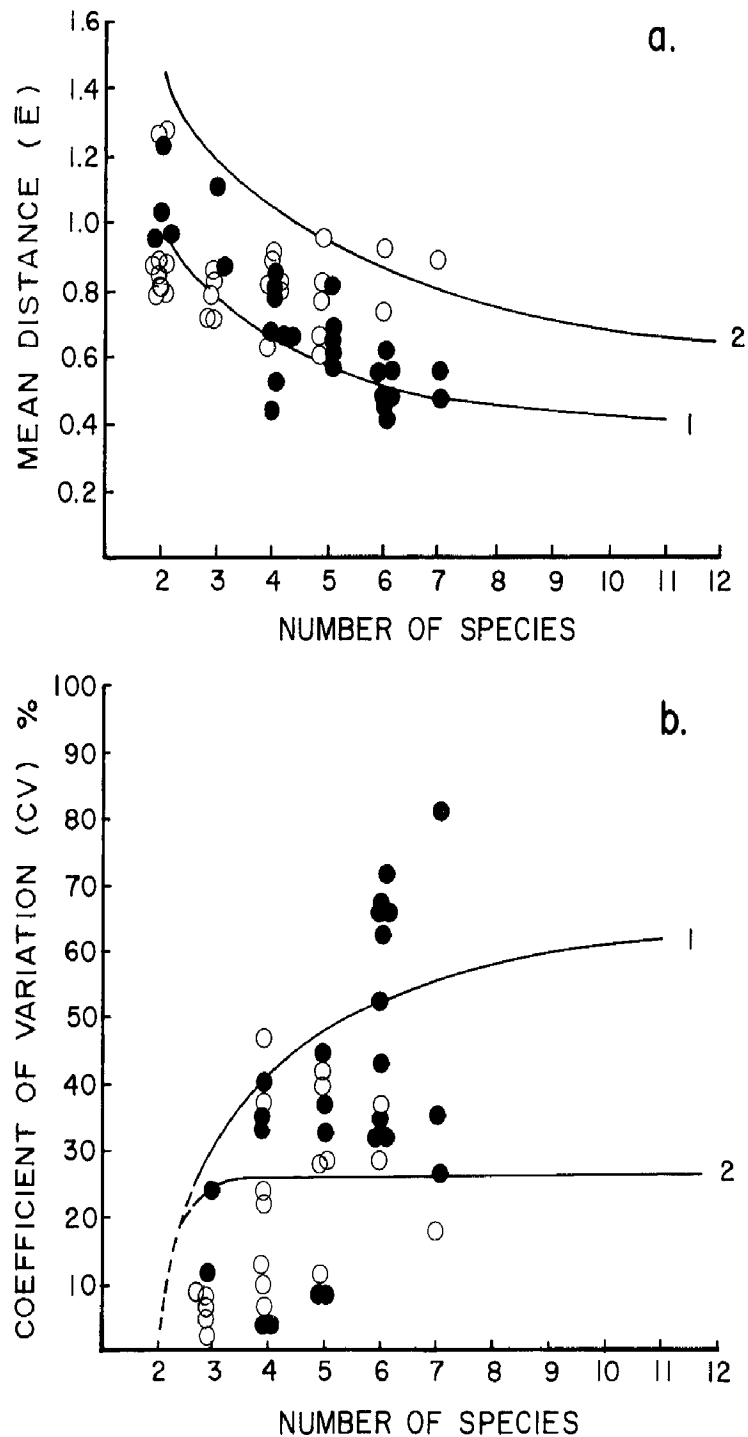 a.
MEAN DISTANCE (E̅)
1.6
1.4
1.2
1.0
0.8
0.6
0.4
0.2
2
1
2 3 4 5 6 7 8 9 10 11 12
NUMBER OF SPECIES
b.
COEFFICIENT OF VARIATION (CV) %
100
90
80
70
60
50
40
30
20
10
1
2
2 3 4 5 6 7 8 9 10 11 12
NUMBER OF SPECIES